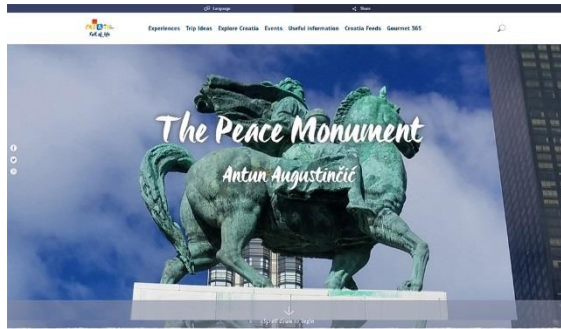 Language
Share
CROATIA
Full of life
Experiences Trip Ideas Explore Croatia Events Useful information Croatia Feeds Gourmet 365
The Peace Monument
Antun Augustinčić